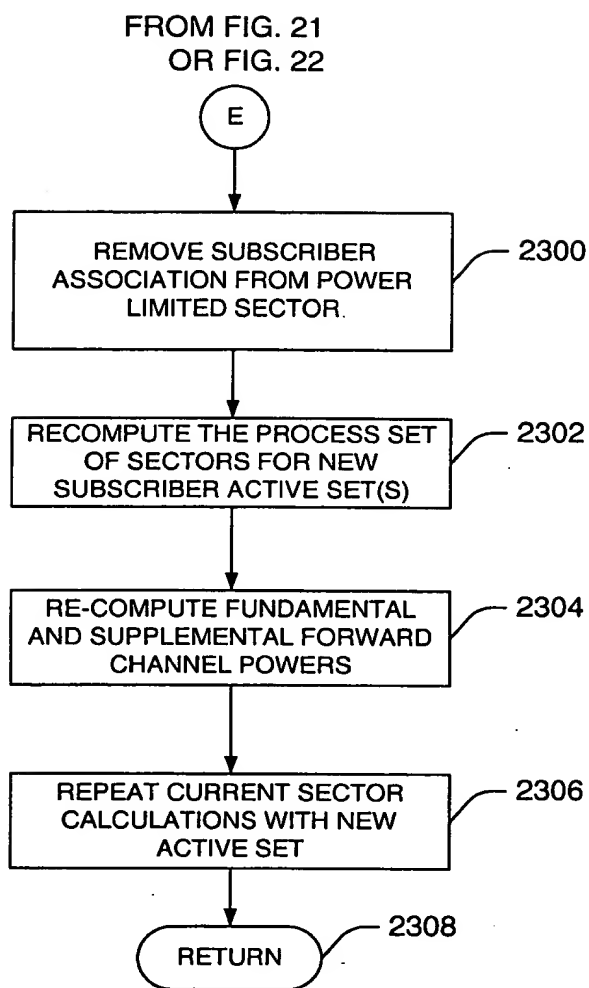 FROM FIG. 21
OR FIG. 22
E
REMOVE SUBSCRIBER
ASSOCIATION FROM POWER
LIMITED SECTOR.
2300
RECOMPUTE THE PROCESS SET
OF SECTORS FOR NEW
SUBSCRIBER ACTIVE SET(S)
2302
RE-COMPUTE FUNDAMENTAL
AND SUPPLEMENTAL FORWARD
CHANNEL POWERS
2304
REPEAT CURRENT SECTOR
CALCULATIONS WITH NEW
ACTIVE SET
2306
RETURN
2308